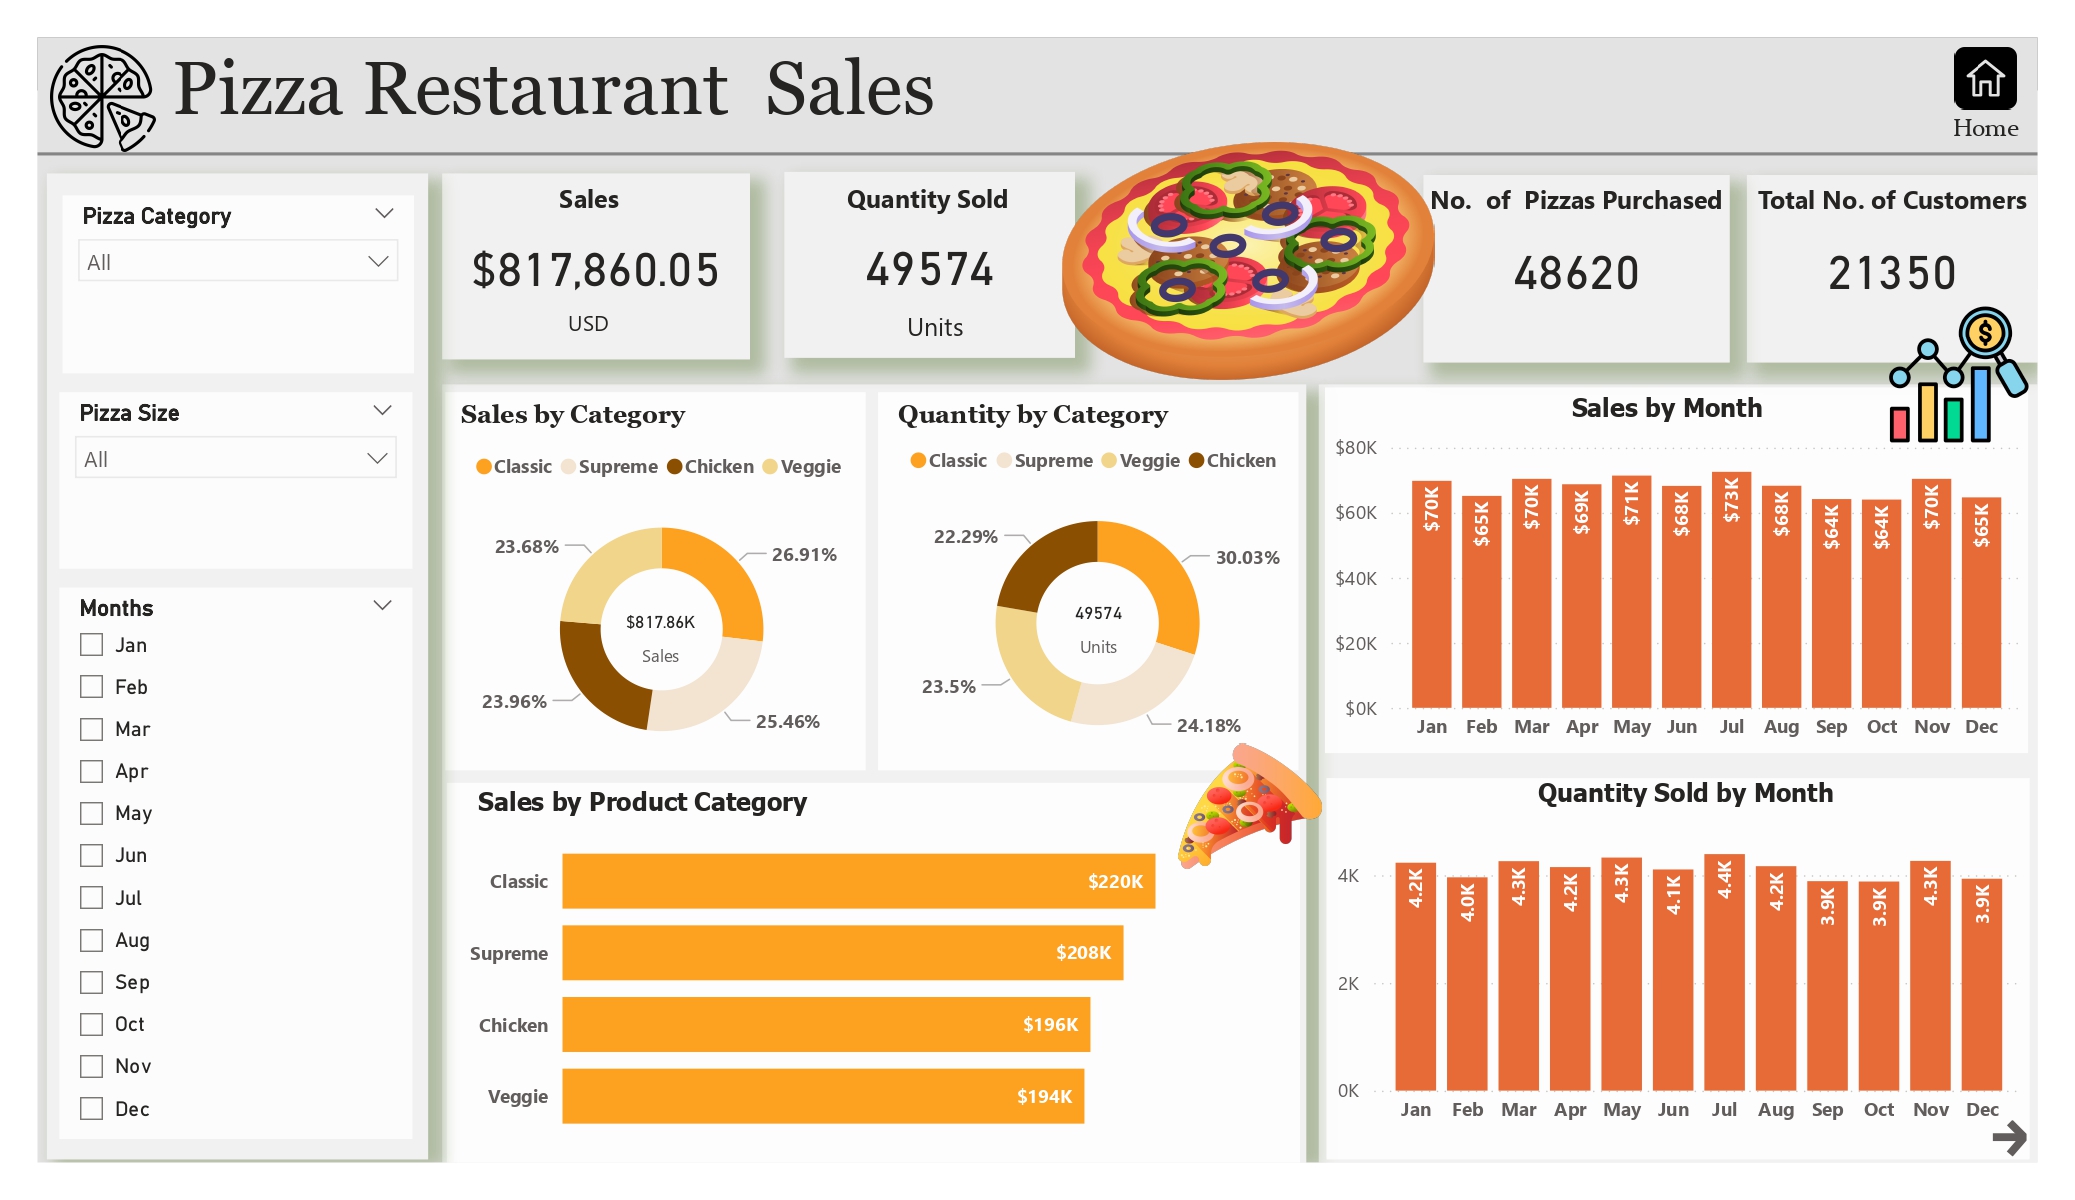 Pizza Restaurant  Sales
Home
Pizza Category
All
Pizza Size
All
Months
Jan
Feb
Mar
Apr
May
Jun
Jul
Aug
Sep
Oct
Nov
Dec
Sales
$817,860.05
USD
Quantity Sold
49574
Units
No.  of  Pizzas Purchased
48620
Total No. of Customers
21350
$
Sales by Category
Classic Supreme Chicken Veggie
23.68%
26.91%
$817.86K
Sales
23.96%
25.46%
Quantity by Category
Classic Supreme Veggie Chicken
22.29%
30.03%
49574
Units
23.5%
24.18%
Sales by Product Category
Classic $220K
Supreme $208K
Chicken $196K
Veggie $194K
Sales by Month
$80K
$60K
$40K
$20K
$0K
$70K $65K $70K $69K $71K $68K $73K $68K $64K $64K $70K $65K
Jan Feb Mar Apr May Jun Jul Aug Sep Oct Nov Dec
Quantity Sold by Month
4K
2K
0K
4.2K 4.0K 4.3K 4.2K 4.3K 4.1K 4.4K 4.2K 3.9K 3.9K 4.3K 3.9K
Jan Feb Mar Apr May Jun Jul Aug Sep Oct Nov Dec